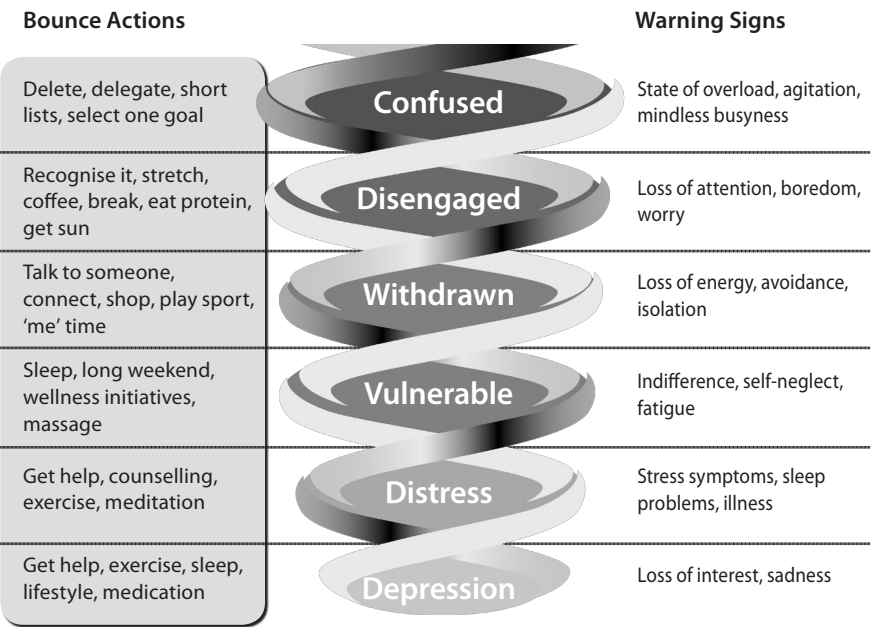 Bounce Actions
Warning Signs
Delete, delegate, short
lists, select one goal
Confused
State of overload, agitation,
mindless busyness
Recognise it, stretch,
coffee, break, eat protein,
get sun
Disengaged
Loss of attention, boredom,
worry
Talk to someone,
connect, shop, play sport,
‘me’ time
Withdrawn
Loss of energy, avoidance,
isolation
Sleep, long weekend,
wellness initiatives,
massage
Vulnerable
Indifference, self-neglect,
fatigue
Get help, counselling,
exercise, meditation
Distress
Stress symptoms, sleep
problems, illness
Get help, exercise, sleep,
lifestyle, medication
Depression
Loss of interest, sadness